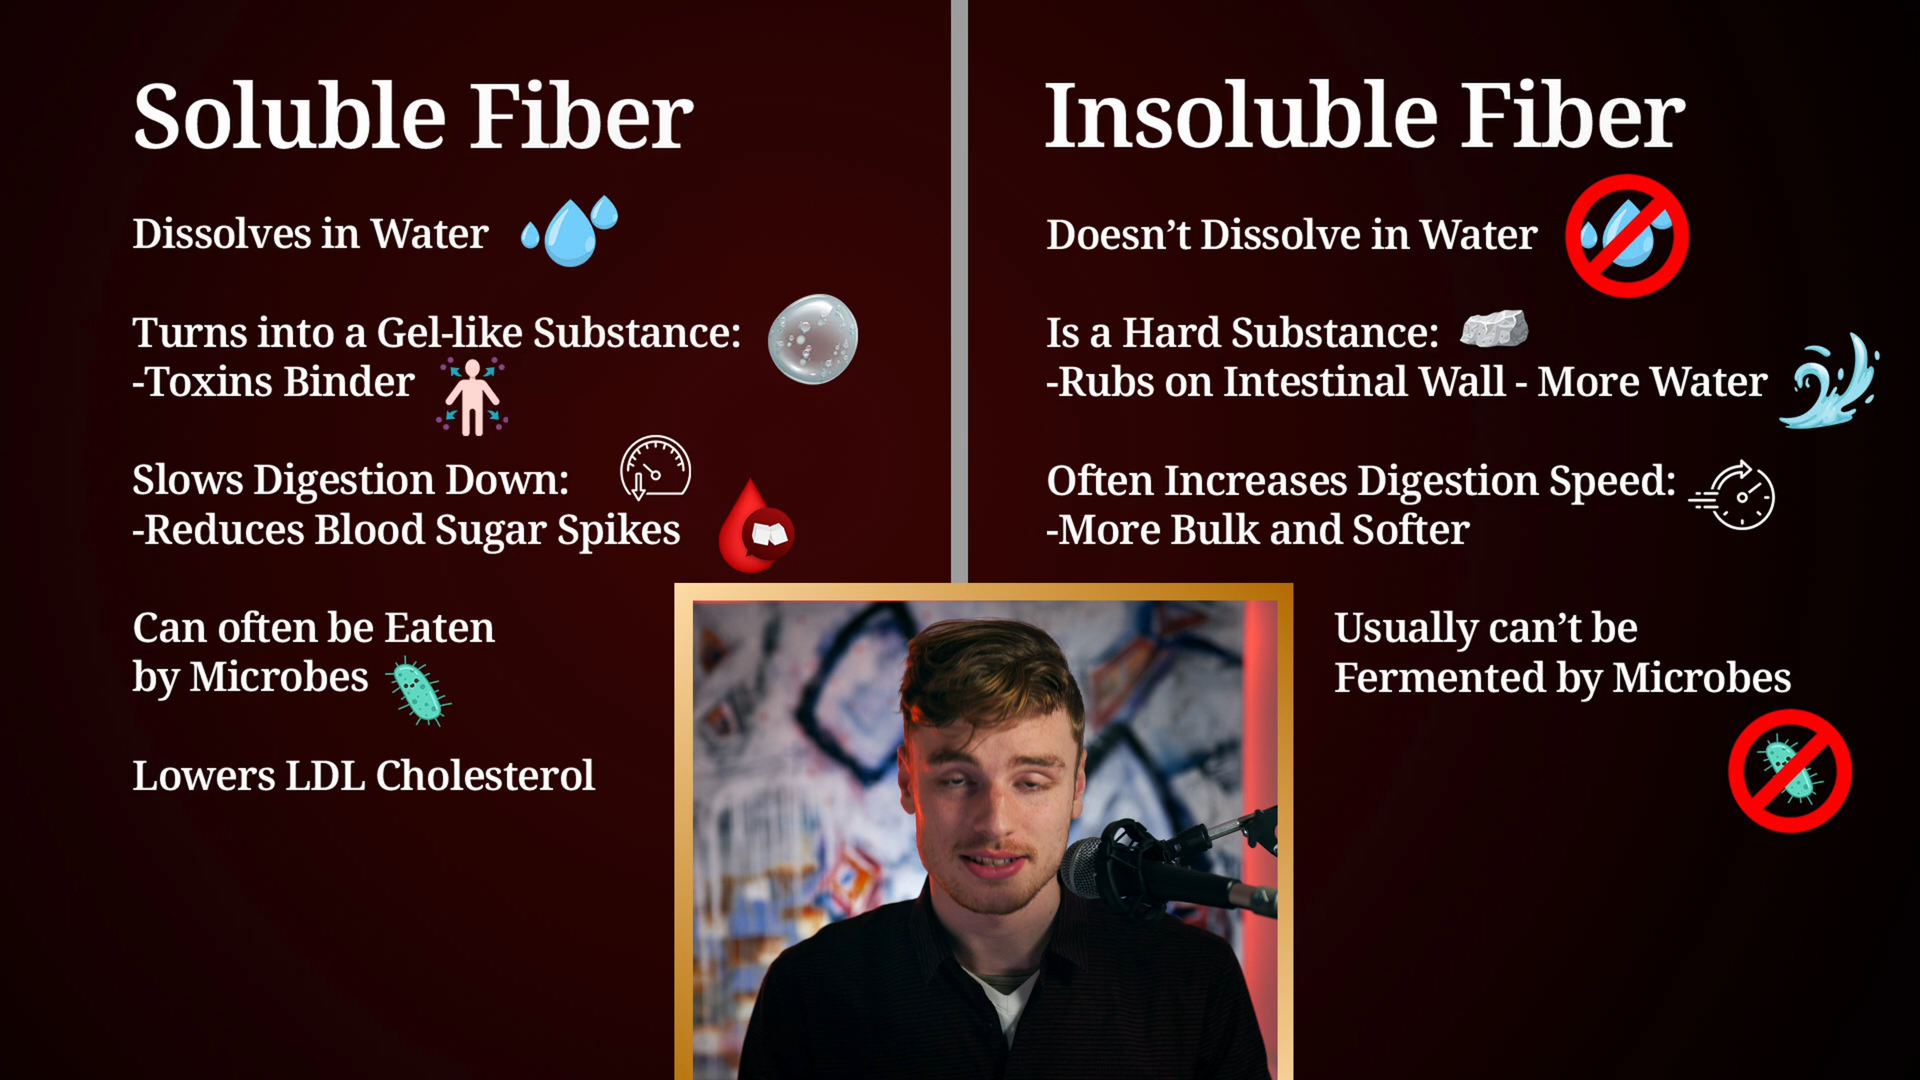 Soluble Fiber
Dissolves in Water
Turns into a Gel-like Substance:
-Toxins Binder
Slows Digestion Down:
-Reduces Blood Sugar Spikes
Can often be Eaten
by Microbes
Lowers LDL Cholesterol
Insoluble Fiber
Doesn’t Dissolve in Water
Is a Hard Substance:
-Rubs on Intestinal Wall - More Water
Often Increases Digestion Speed:
-More Bulk and Softer
Usually can’t be
Fermented by Microbes